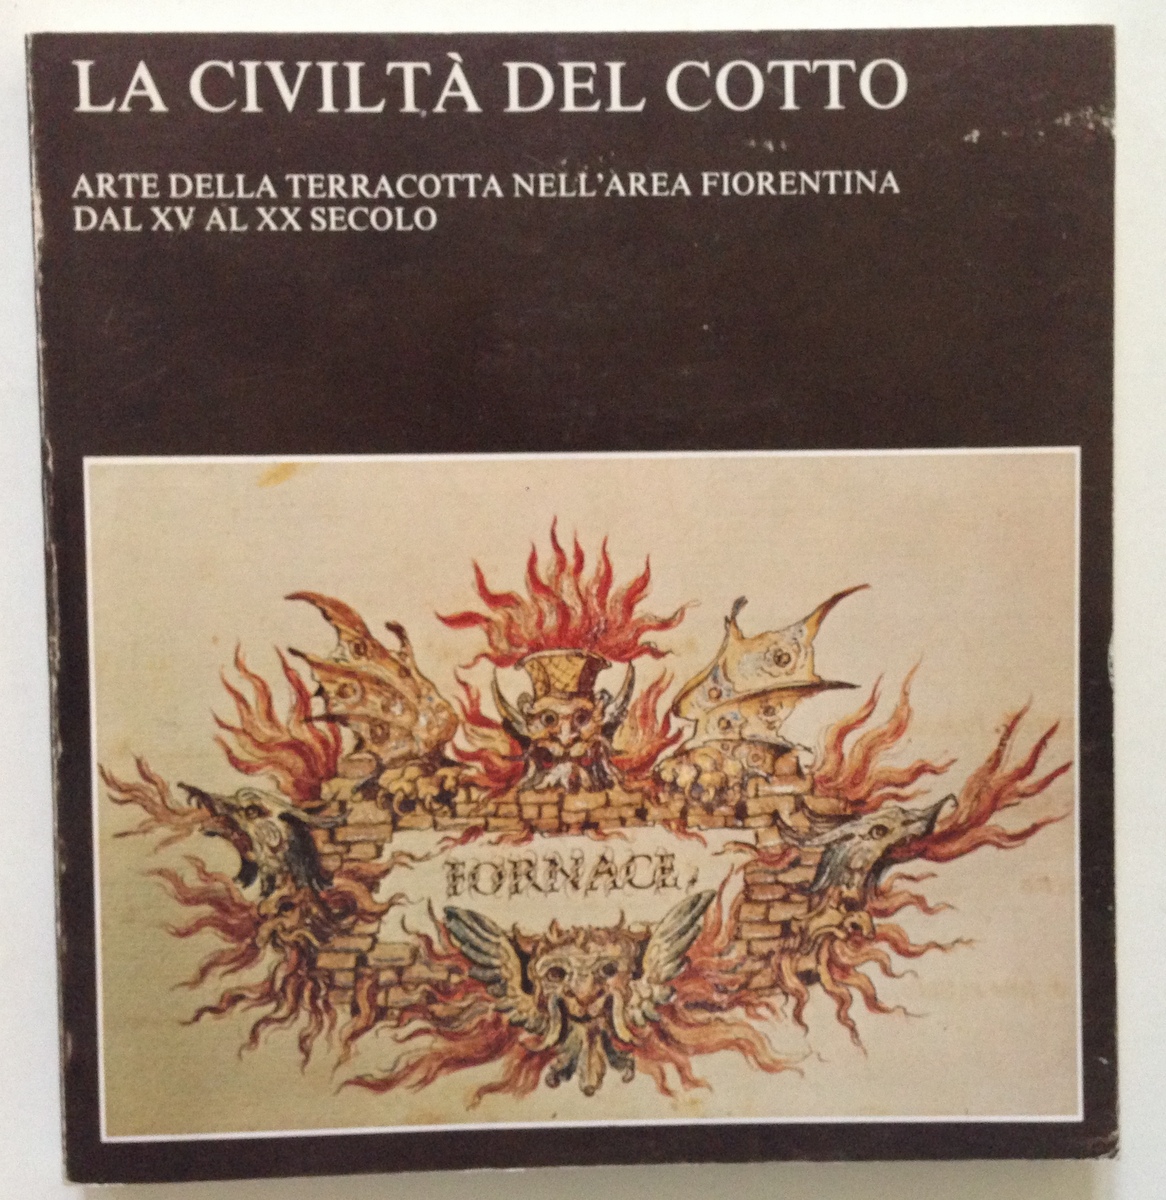 LA CIVILTÀ DEL COTTO
ARTE DELLA TERRACOTTA NELL'AREA FIORENTINA
DAL XV AL XX SECOLO
FORNACE,